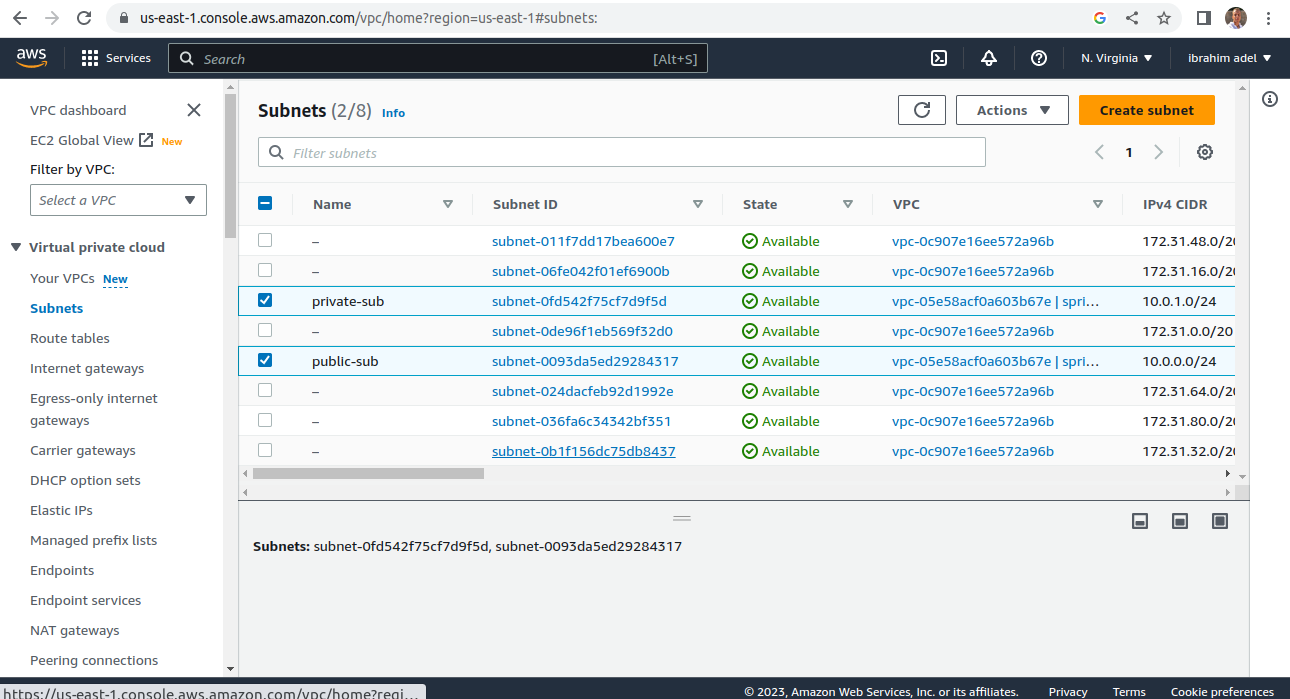 us-east-1.console.aws.amazon.com/vpc/home?region=us-east-1#subnets:
aws
Services
Search
[Alt+S]
N. Virginia
ibrahim adel
VPC dashboard
EC2 Global View New
Filter by VPC:
Select a VPC
Virtual private cloud
Your VPCs New
Subnets
Route tables
Internet gateways
Egress-only internet
gateways
Carrier gateways
DHCP option sets
Elastic IPs
Managed prefix lists
Endpoints
Endpoint services
NAT gateways
Peering connections
Subnets (2/8) Info
Actions
Create subnet
Filter subnets
1
Name Subnet ID State VPC IPv4 CIDR
– subnet-011f7dd17bea600e7 Available vpc-0c907e16ee572a96b 172.31.48.0/20
– subnet-06fe042f01ef6900b Available vpc-0c907e16ee572a96b 172.31.16.0/20
private-sub subnet-0fd542f75cf7d9f5d Available vpc-05e58acf0a603b67e | spri... 10.0.1.0/24
– subnet-0de96f1eb569f32d0 Available vpc-0c907e16ee572a96b 172.31.0.0/20
public-sub subnet-0093da5ed29284317 Available vpc-05e58acf0a603b67e | spri... 10.0.0.0/24
– subnet-024dacfeb92d1992e Available vpc-0c907e16ee572a96b 172.31.64.0/20
– subnet-036fa6c34342bf351 Available vpc-0c907e16ee572a96b 172.31.80.0/20
– subnet-0b1f156dc75db8437 Available vpc-0c907e16ee572a96b 172.31.32.0/20
Subnets: subnet-0fd542f75cf7d9f5d, subnet-0093da5ed29284317
https://us-east-1.console.aws.amazon.com/vpc/home?regi...
© 2023, Amazon Web Services, Inc. or its affiliates. Privacy Terms Cookie preferences